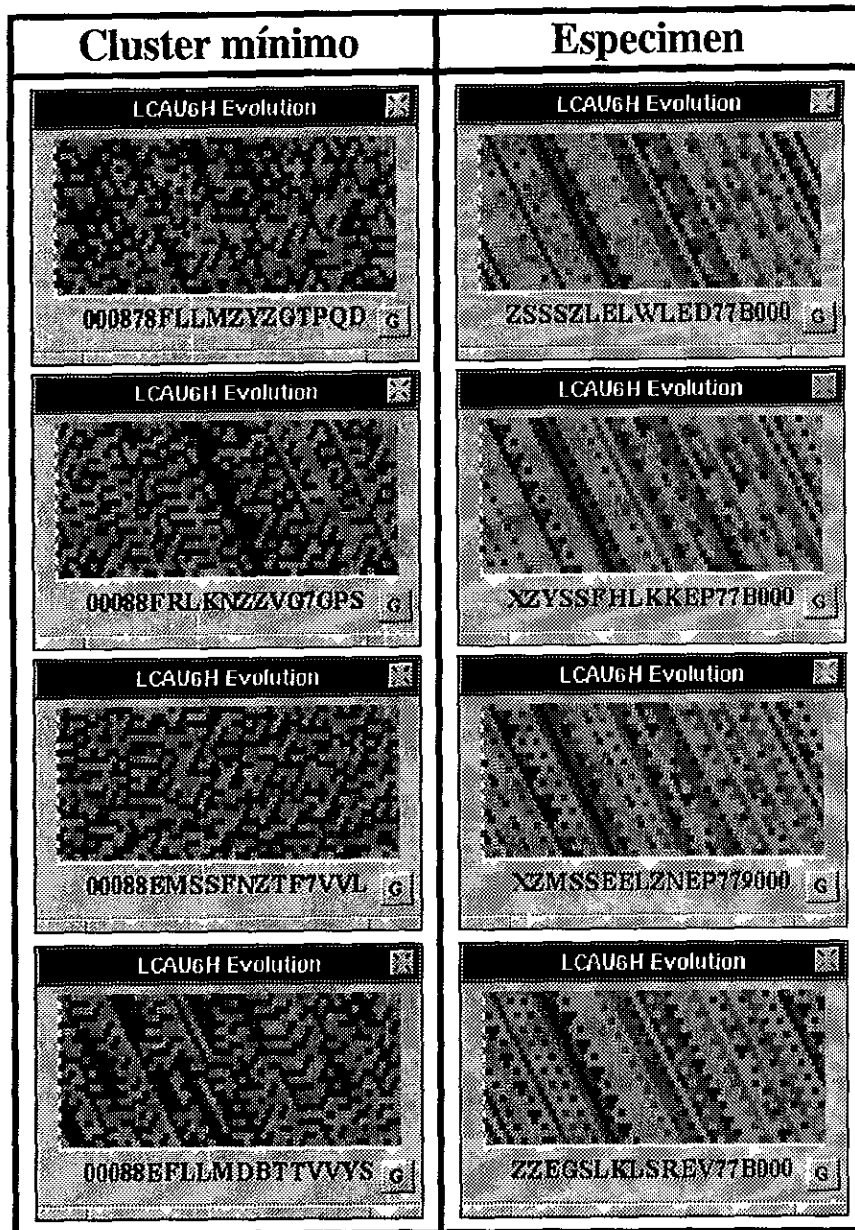 Cluster mínimo
Especimen
LCAU6H Evolution
LCAU6H Evolution
000878FLLMZYZGTPQD G
ZSSSZLELWLED77B000 G
LCAU6H Evolution
LCAU6H Evolution
00088FRLKNZZVG7GPS G
XZYSSFHLKKEP77B000 G
LCAU6H Evolution
LCAU6H Evolution
00088EMSSFNZTF7VVL G
XZMSSEELZNEP779000 G
LCAU6H Evolution
LCAU6H Evolution
00088EFLLMDBTTVVYS G
ZZEGSLKLSREV77B000 G